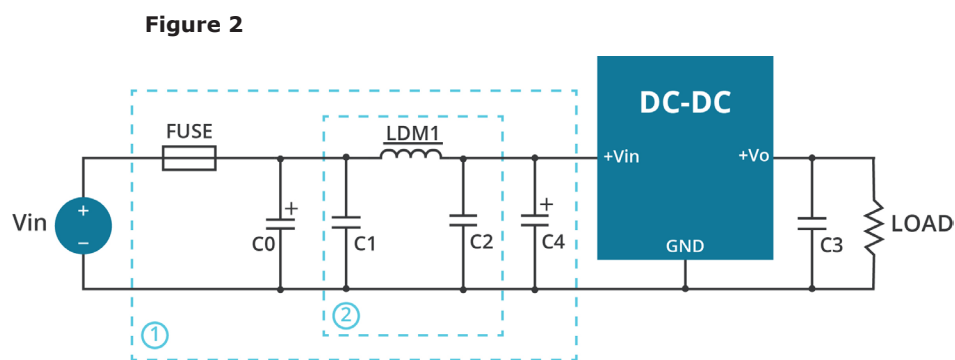 Figure 2
DC-DC
FUSE
LDM1
+Vin
+Vo
+
Vin
−
+
C0
C1
C2
+
C4
GND
C3
LOAD
1
2